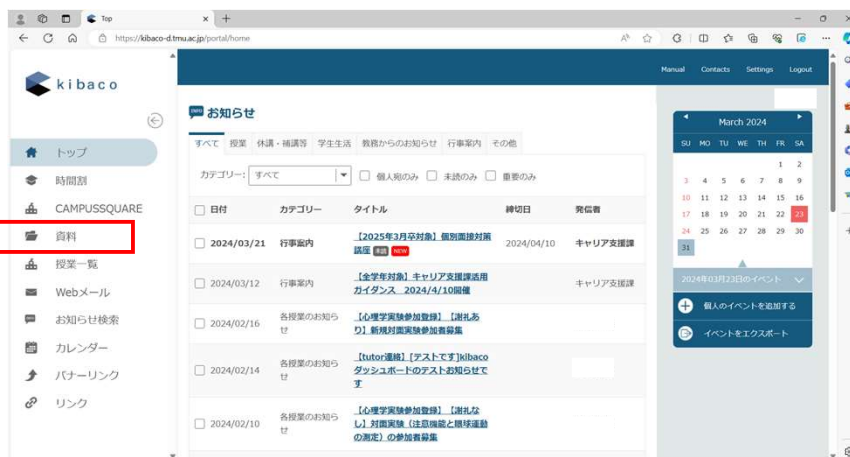 Top
https://kibaco-d.tmu.ac.jp/portal/home
kibaco
Manual Contacts Settings Logout
トップ
時間割
CAMPUSSQUARE
資料
授業一覧
Webメール
お知らせ検索
カレンダー
バナーリンク
リンク
お知らせ
すべて 授業 休講・補講等 学生生活 教務からのお知らせ 行事案内 その他
カテゴリー: すべて 個人宛のみ 未読のみ 重要のみ
日付 カテゴリー タイトル 締切日 発信者
2024/03/21 行事案内 【2025年3月卒対象】個別面接対策
講座 未読 NEW 2024/04/10 キャリア支援課
2024/03/12 行事案内 【全学年対象】キャリア支援課活用
ガイダンス 2024/4/10開催 キャリア支援課
2024/02/16 各授業のお知ら
せ 【心理学実験参加登録】【謝礼あ
り】新規対面実験参加者募集
2024/02/14 各授業のお知ら
せ 【tutor連絡】[テストです]kibaco
ダッシュボードのテストお知らせで
す
2024/02/10 各授業のお知ら
せ 【心理学実験参加登録】【謝礼な
し】対面実験（注意機能と眼球運動
の測定）の参加者募集
March 2024
SU MO TU WE TH FR SA
1 2
3 4 5 6 7 8 9
10 11 12 13 14 15 16
17 18 19 20 21 22 23
24 25 26 27 28 29 30
31
2024年03月23日のイベント
個人のイベントを追加する
イベントをエクスポート